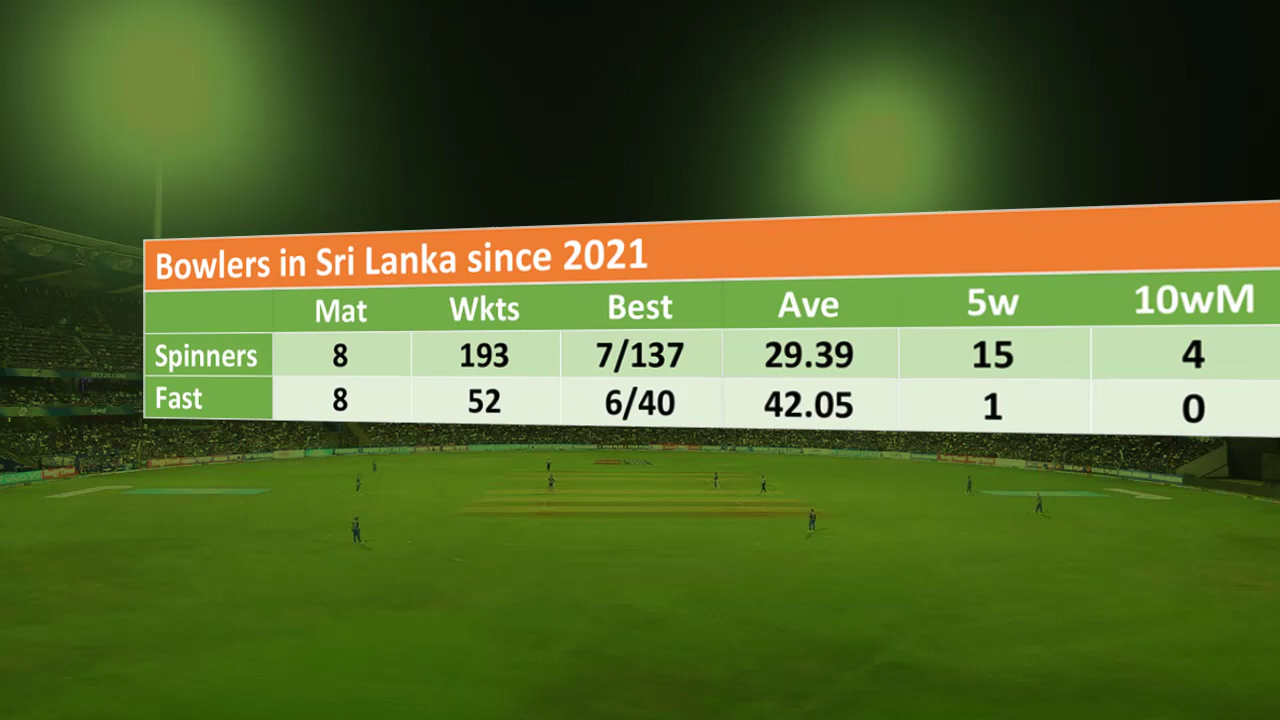 Bowlers in Sri Lanka since 2021
Mat Wkts Best Ave 5w 10wM
Spinners 8 193 7/137 29.39 15 4
Fast 8 52 6/40 42.05 1 0